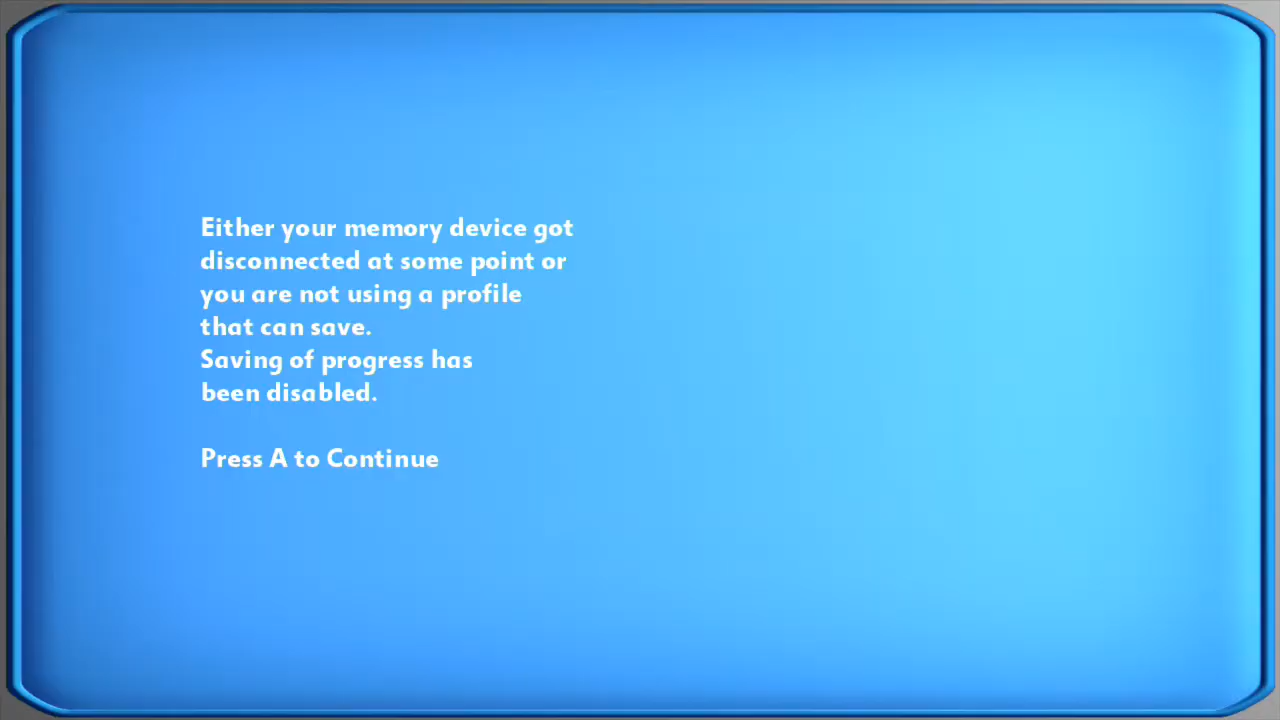 Either your memory device got
disconnected at some point or
you are not using a profile
that can save.
Saving of progress has
been disabled.
Press A to Continue